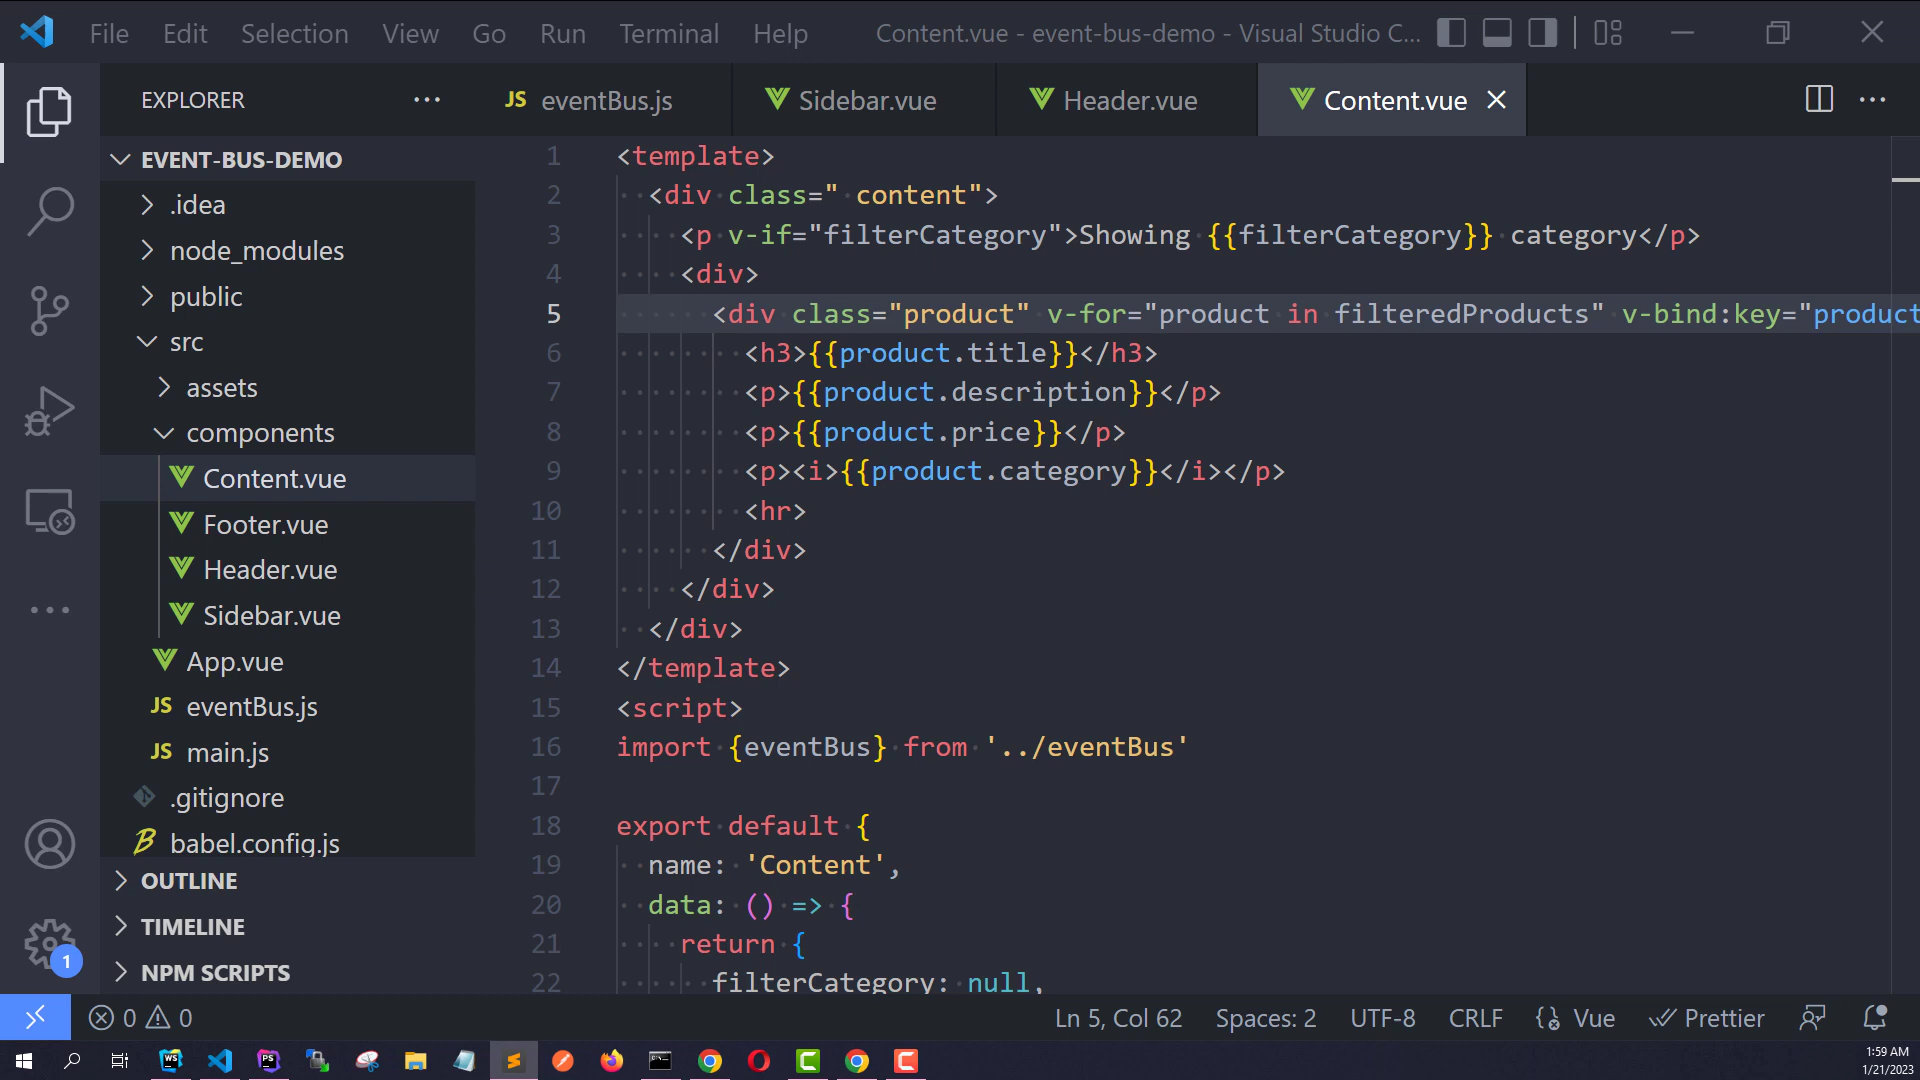 File Edit Selection View Go Run Terminal Help Content.vue - event-bus-demo - Visual Studio C...
EXPLORER
JS eventBus.js Sidebar.vue Header.vue Content.vue
EVENT-BUS-DEMO
.idea
node_modules
public
src
assets
components
Content.vue
Footer.vue
Header.vue
Sidebar.vue
App.vue
JS eventBus.js
JS main.js
.gitignore
babel.config.js
OUTLINE
TIMELINE
NPM SCRIPTS
1
1 <template>
2 <div class=" content">
3 <p v-if="filterCategory">Showing {{filterCategory}} category</p>
4 <div>
5 <div class="product" v-for="product in filteredProducts" v-bind:key="product
6 <h3>{{product.title}}</h3>
7 <p>{{product.description}}</p>
8 <p>{{product.price}}</p>
9 <p><i>{{product.category}}</i></p>
10 <hr>
11 </div>
12 </div>
13 </div>
14 </template>
15 <script>
16 import {eventBus} from '../eventBus'
17
18 export default {
19 name: 'Content',
20 data: () => {
21 return {
22 filterCategory: null,
0 0 Ln 5, Col 62 Spaces: 2 UTF-8 CRLF Vue Prettier
WS PS
1:59 AM
1/21/2023